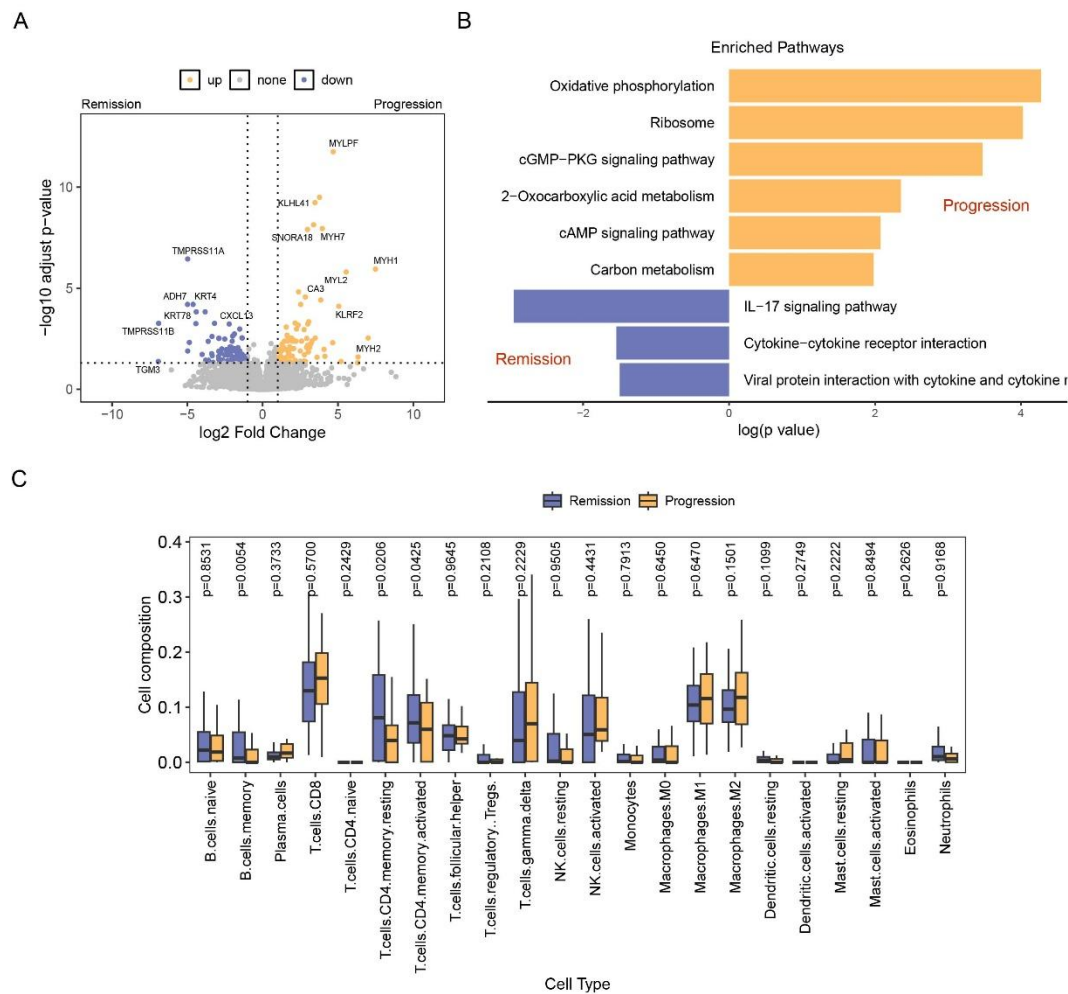 A
up none down
Remission Progression
MYLPF
KLHL41
SNORA18 MYH7
TMPRSS11A
MYH1
MYL2
ADH7 KRT4 CA3
KRT78 CXCL13 KLRF2
TMPRSS11B
MYH2
TGM3
10
5
0
−log10 adjust p−value
−10 −5 0 5 10
log2 Fold Change
B
Enriched Pathways
Oxidative phosphorylation
Ribosome
cGMP−PKG signaling pathway
2−Oxocarboxylic acid metabolism
Progression
cAMP signaling pathway
Carbon metabolism
IL−17 signaling pathway
Cytokine−cytokine receptor interaction
Remission
Viral protein interaction with cytokine and cytokine r
−2 0 2 4
log(p value)
C
Remission Progression
0.4
0.3
0.2
0.1
0.0
Cell composition
p=0.8531
p=0.0054
p=0.3733
p=0.5700
p=0.2429
p=0.0206
p=0.0425
p=0.9645
p=0.2108
p=0.2229
p=0.9505
p=0.4431
p=0.7913
p=0.6450
p=0.6470
p=0.1501
p=0.1099
p=0.2749
p=0.2222
p=0.8494
p=0.2626
p=0.9168
B.cells.naive
B.cells.memory
Plasma.cells
T.cells.CD8
T.cells.CD4.naive
T.cells.CD4.memory.resting
T.cells.CD4.memory.activated
T.cells.follicular.helper
T.cells.regulatory..Tregs.
T.cells.gamma.delta
NK.cells.resting
NK.cells.activated
Monocytes
Macrophages.M0
Macrophages.M1
Macrophages.M2
Dendritic.cells.resting
Dendritic.cells.activated
Mast.cells.resting
Mast.cells.activated
Eosinophils
Neutrophils
Cell Type